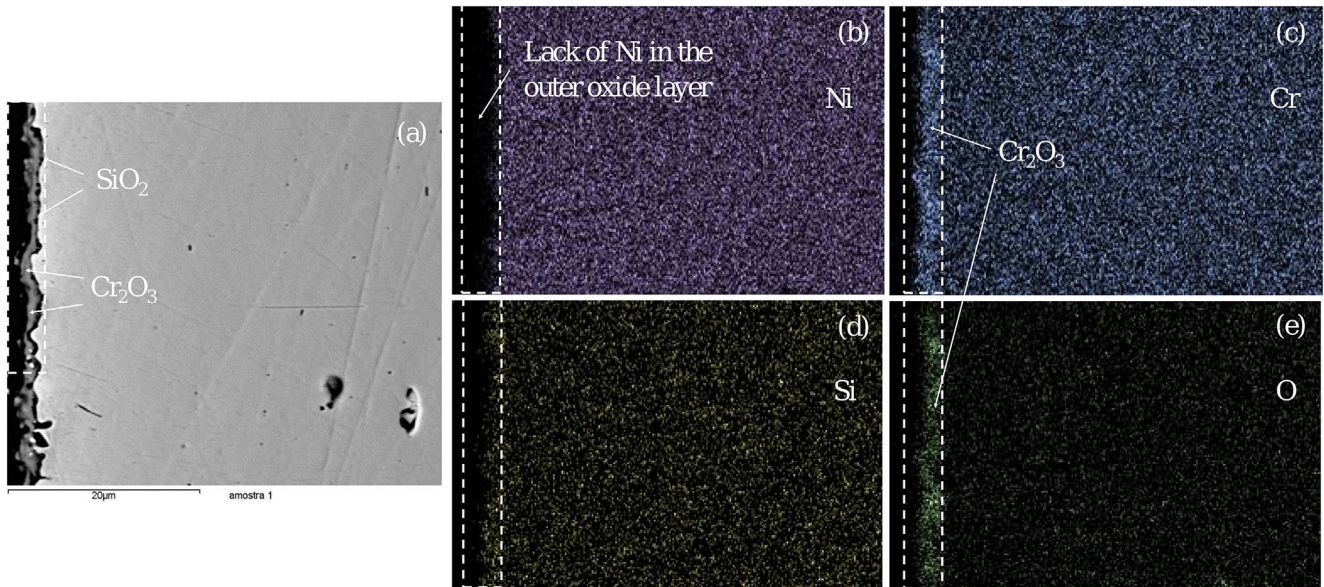 (a)
SiO₂
Cr₂O₃
20µm
amostra 1
(b)
Lack of Ni in the
outer oxide layer
Ni
(c)
Cr
Cr₂O₃
(d)
Si
(e)
O